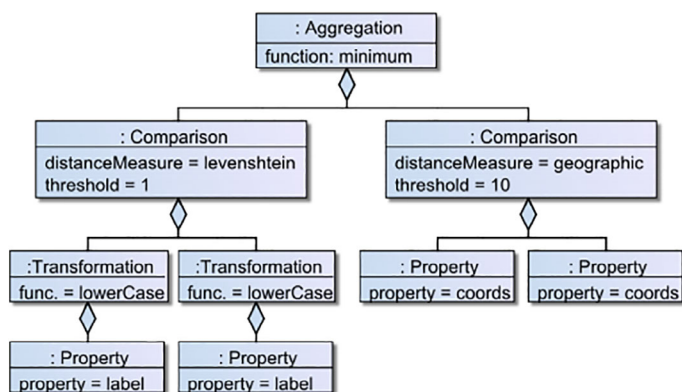 : Aggregation
function: minimum
: Comparison
distanceMeasure = levenshtein
threshold = 1
: Comparison
distanceMeasure = geographic
threshold = 10
:Transformation
func. = lowerCase
:Transformation
func. = lowerCase
: Property
property = coords
: Property
property = coords
: Property
property = label
: Property
property = label